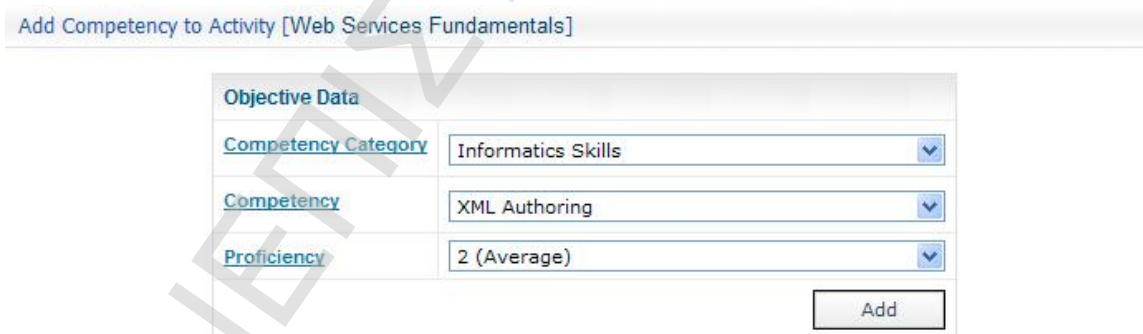 Add Competency to Activity [Web Services Fundamentals]
Objective Data
Competency Category Informatics Skills
Competency XML Authoring
Proficiency 2 (Average)
Add